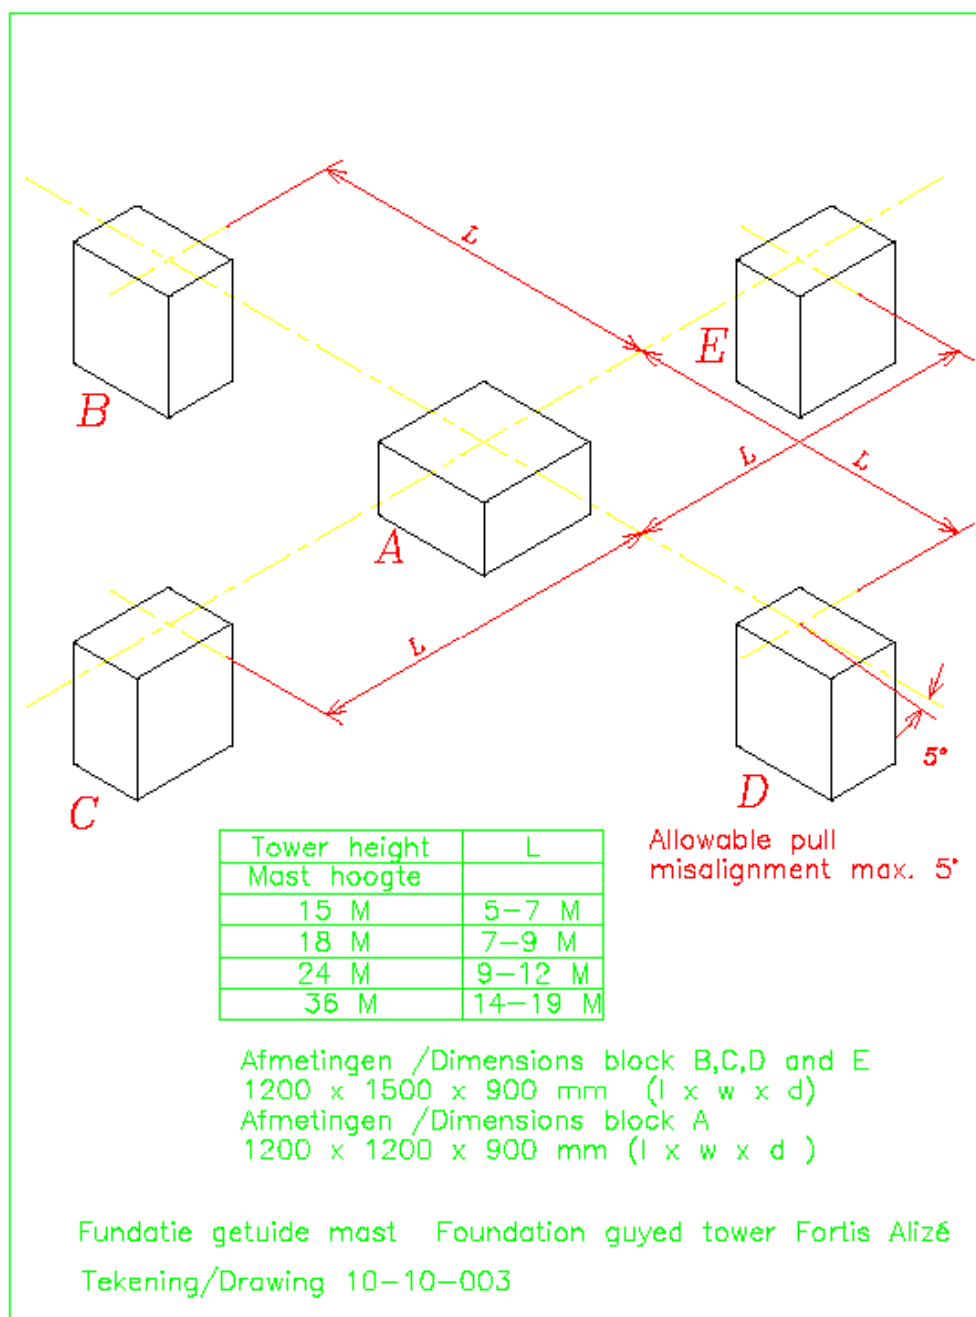 L
B
E
L
L
A
L
5°
C
D
Allowable pull
misalignment max. 5°
Tower height L
Mast hoogte
15 M 5-7 M
18 M 7-9 M
24 M 9-12 M
36 M 14-19 M
Afmetingen /Dimensions block B,C,D and E
1200 x 1500 x 900 mm (l x w x d)
Afmetingen /Dimensions block A
1200 x 1200 x 900 mm (l x w x d )
Fundatie getuide mast Foundation guyed tower Fortis Alizé
Tekening/Drawing 10-10-003